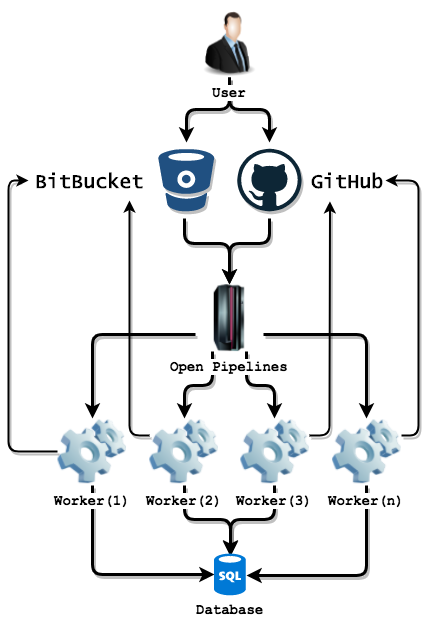 User
BitBucket
GitHub
Open Pipelines
Worker(1)
Worker(2)
Worker(3)
Worker(n)
SQL
Database